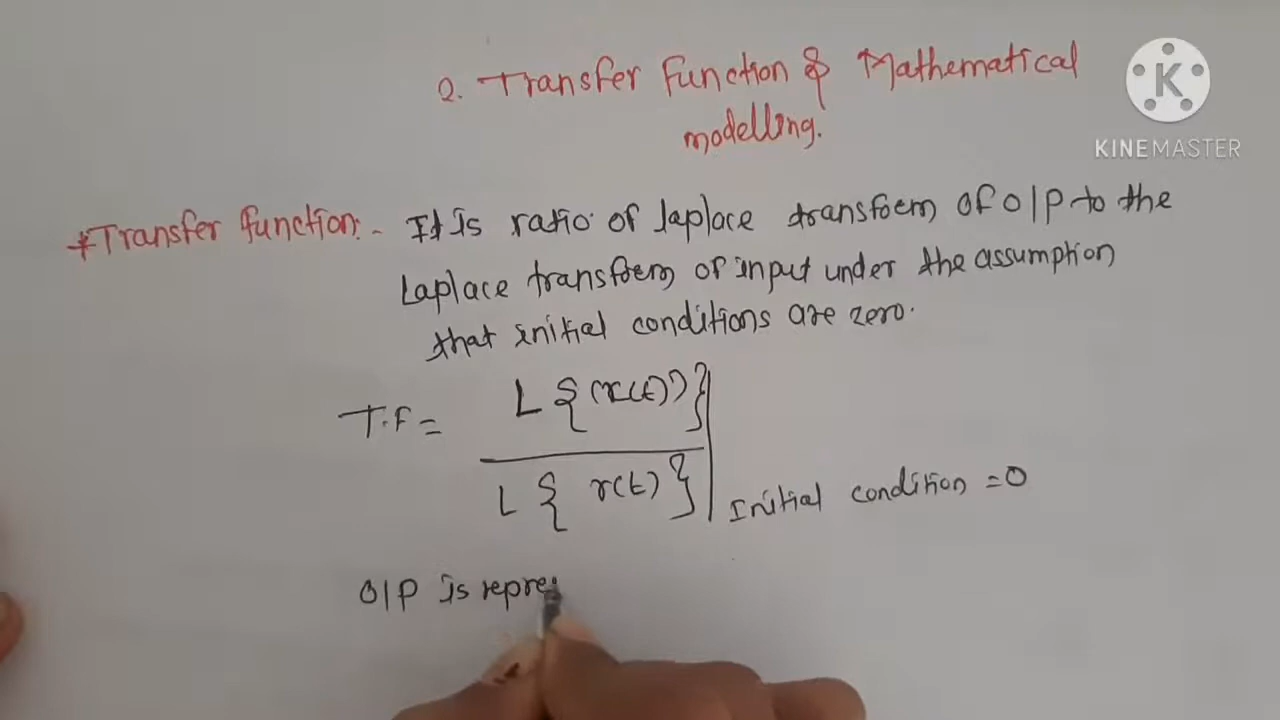 2. Transfer Function & Mathematical
modelling.
KINEMASTER
*Transfer function:- It is ratio of laplace transform of O/P to the
Laplace transform of input under the assumption
that initial conditions are zero.
T.F = L{(x(t))}
L{r(t)} Initial condition = 0
O/P is repre